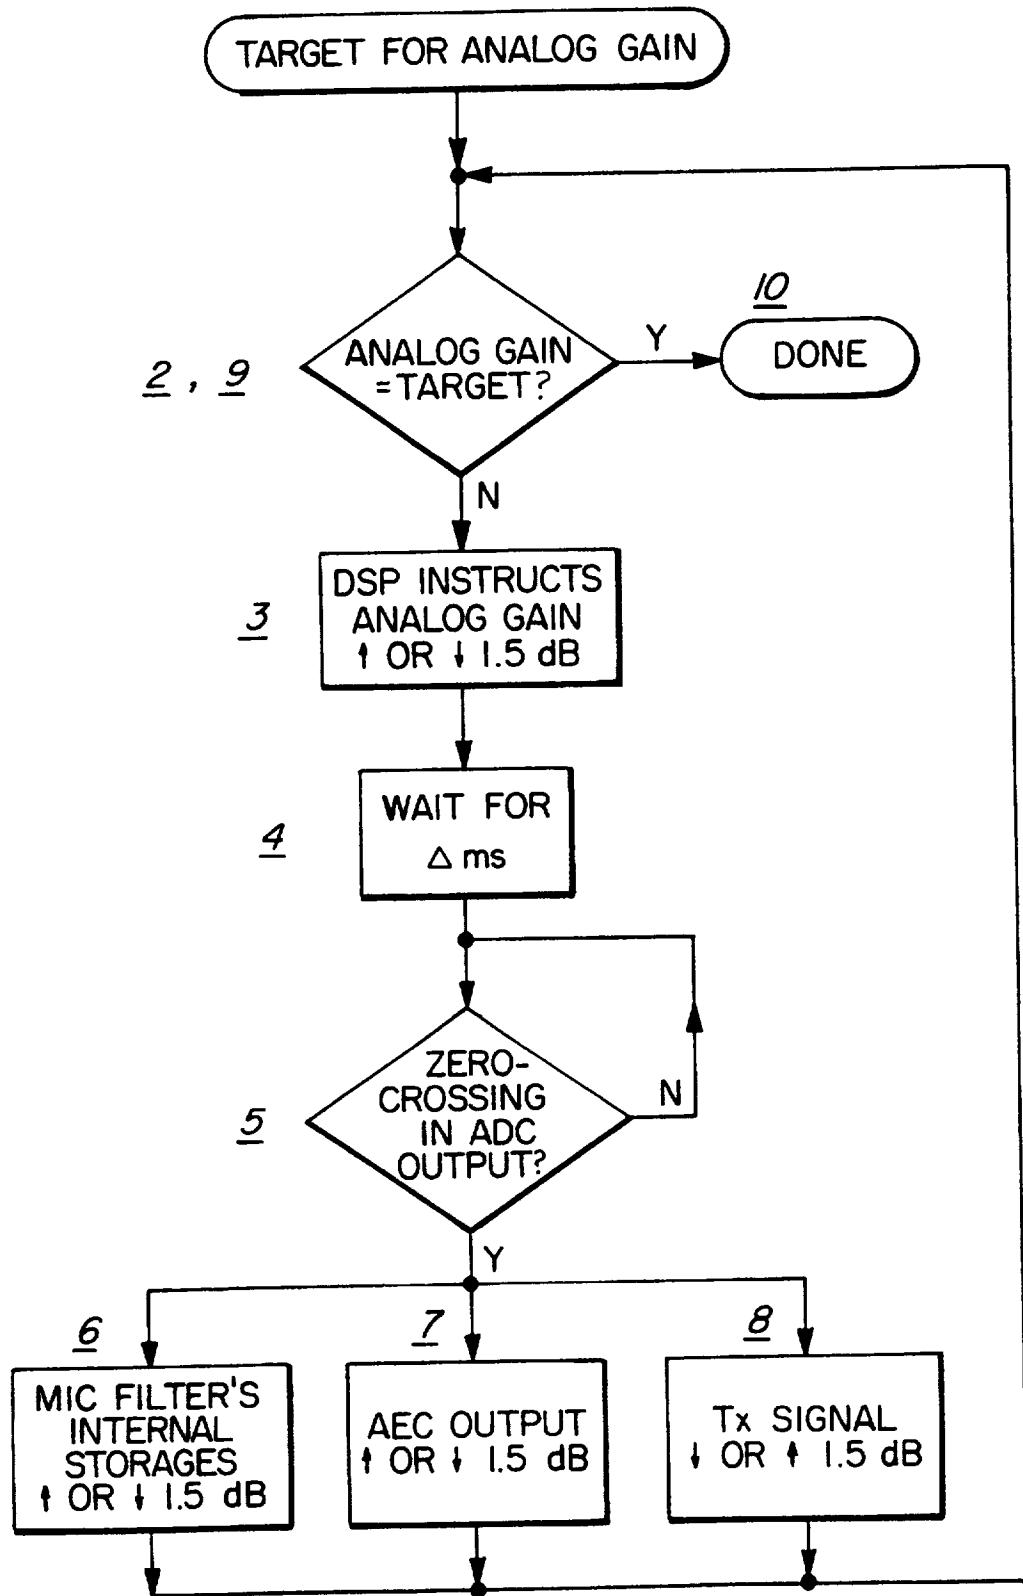 TARGET FOR ANALOG GAIN
10
ANALOG GAIN
= TARGET?
Y
DONE
2, 9
N
DSP INSTRUCTS
ANALOG GAIN
↑ OR ↓ 1.5 dB
3
WAIT FOR
Δ ms
4
ZERO-
CROSSING
IN ADC
OUTPUT?
N
5
Y
6
7
8
MIC FILTER'S
INTERNAL
STORAGES
↑ OR ↓ 1.5 dB
AEC OUTPUT
↑ OR ↓ 1.5 dB
Tx SIGNAL
↓ OR ↑ 1.5 dB